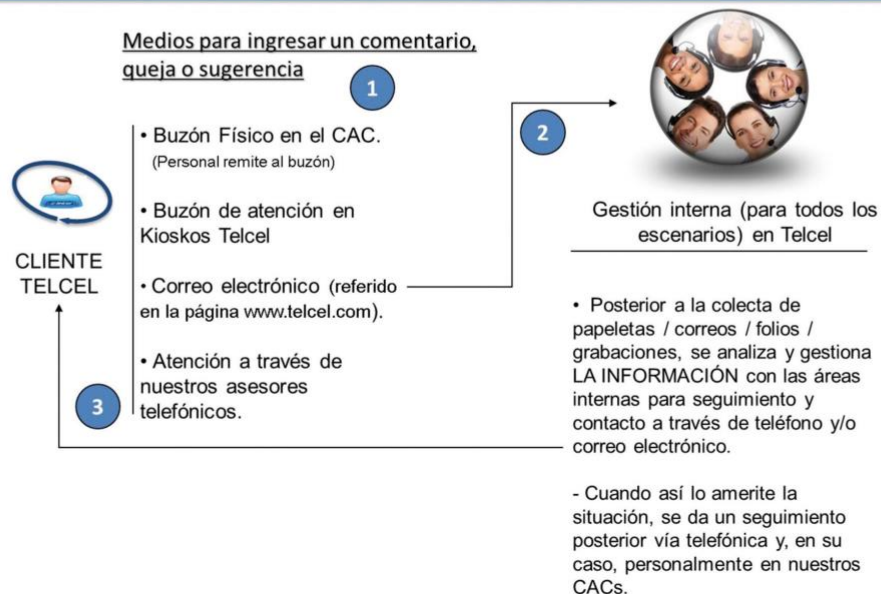 Medios para ingresar un comentario,
queja o sugerencia
1
• Buzón Físico en el CAC.
(Personal remite al buzón)
• Buzón de atención en
Kioskos Telcel
• Correo electrónico (referido
en la página www.telcel.com).
• Atención a través de
nuestros asesores
telefónicos.
CLIENTE
TELCEL
2
Gestión interna (para todos los
escenarios) en Telcel
• Posterior a la colecta de
papeletas / correos / folios /
grabaciones, se analiza y gestiona
LA INFORMACIÓN con las áreas
internas para seguimiento y
contacto a través de teléfono y/o
correo electrónico.
- Cuando así lo amerite la
situación, se da un seguimiento
posterior vía telefónica y, en su
caso, personalmente en nuestros
CACs.
3